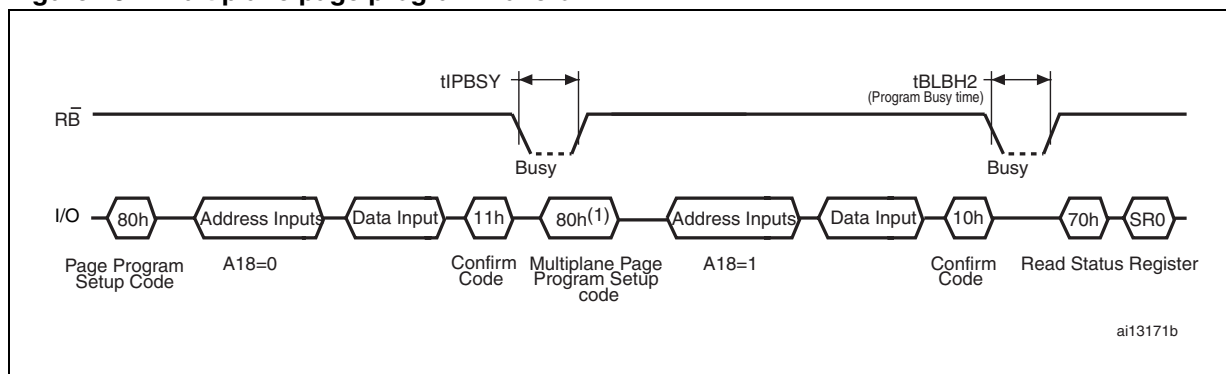 tIPBSY
tBLBH2
(Program Busy time)
RB
Busy
Busy
I/O
80h
Address Inputs
Data Input
11h
80h(1)
Address Inputs
Data Input
10h
70h
SR0
Page Program
Setup Code
A18=0
Confirm
Code
Multiplane Page
Program Setup
code
A18=1
Confirm
Code
Read Status Register
ai13171b